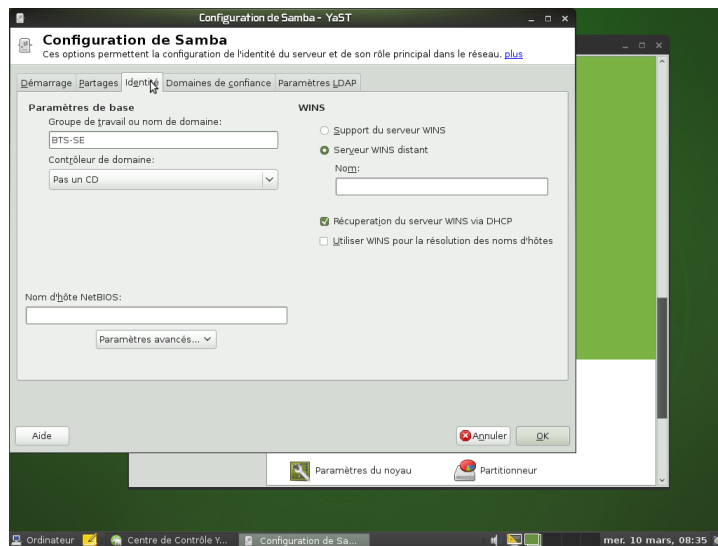 Configuration de Samba - YaST
Configuration de Samba
Ces options permettent la configuration de l'identité du serveur et de son rôle principal dans le réseau. plus
Démarrage Partages Identité Domaines de confiance Paramètres LDAP
Paramètres de base
Groupe de travail ou nom de domaine:
BTS-SE
Contrôleur de domaine:
Pas un CD
WINS
Support du serveur WINS
Serveur WINS distant
Nom:
Récuperation du serveur WINS via DHCP
Utiliser WINS pour la résolution des noms d'hôtes
Nom d'hôte NetBIOS:
Paramètres avancés...
Aide
Annuler
OK
Paramètres du noyau
Partitionneur
Ordinateur
Centre de Contrôle Y...
Configuration de Sa...
mer. 10 mars, 08:35